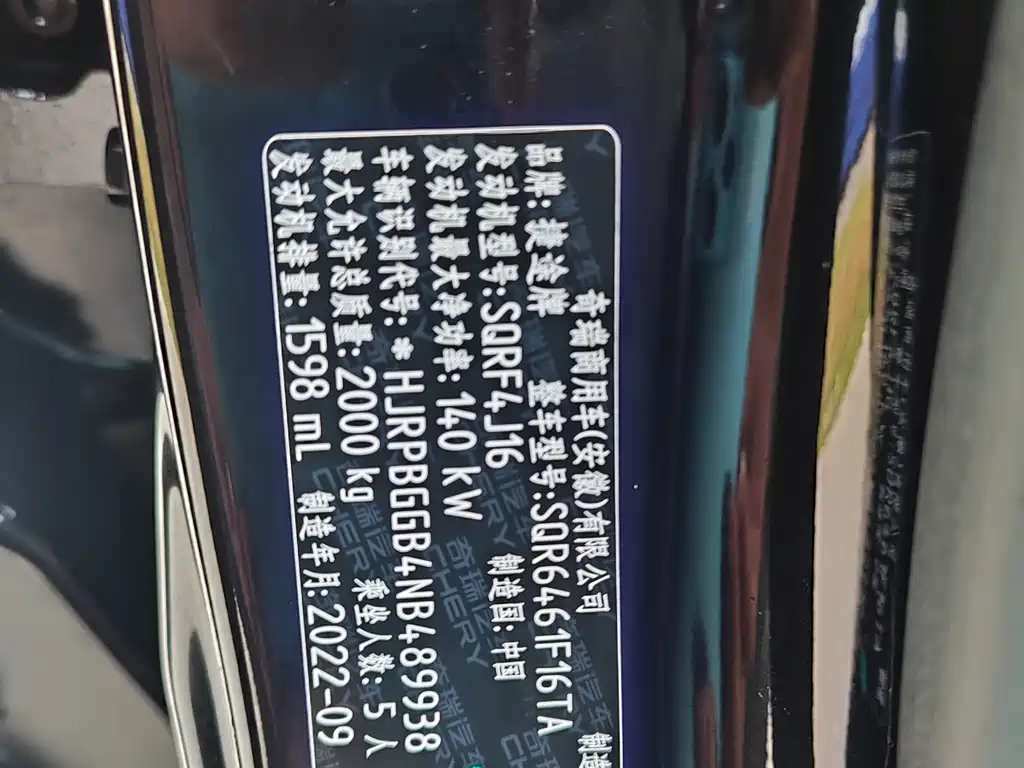 奇瑞商用车(安徽)有限公司 制造
品牌: 捷途牌 整车型号:SQR6461F16TA
发动机型号:SQRF4J16 制造国:中国
发动机最大净功率:140 kW
车辆识别代号:*HJRPBGGB4NB489938
最大允许总质量:2000 kg 乘坐人数:5人
发动机排量:1598 mL 制造年月:2022-09